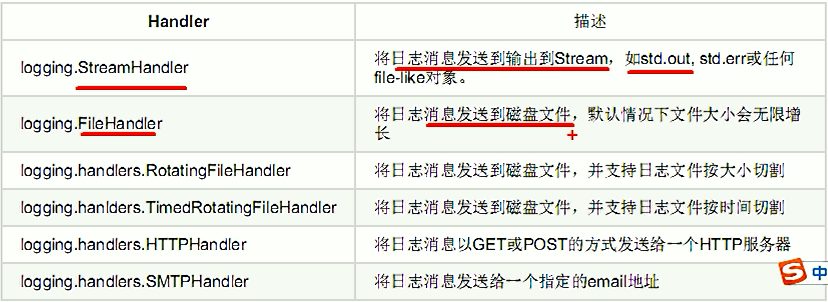 Handler
描述
logging.StreamHandler
将日志消息发送到输出到Stream，如std.out, std.err或任何
file-like对象。
logging.FileHandler
将日志消息发送到磁盘文件，默认情况下文件大小会无限增
长
logging.handlers.RotatingFileHandler
将日志消息发送到磁盘文件，并支持日志文件按大小切割
logging.hanlders.TimedRotatingFileHandler
将日志消息发送到磁盘文件，并支持日志文件按时间切割
logging.handlers.HTTPHandler
将日志消息以GET或POST的方式发送给一个HTTP服务器
logging.handlers.SMTPHandler
将日志消息发送给一个指定的email地址
S 中